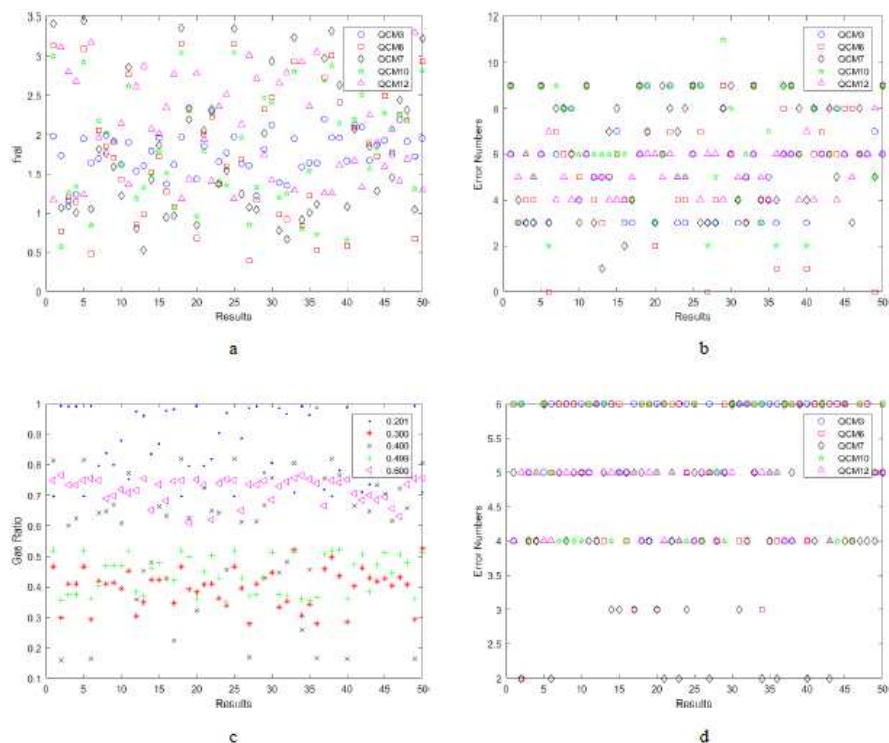 3.5
3
2.5
2
1.5
1
0.5
0
fval
0 5 10 15 20 25 30 35 40 45 50
Results
QCM3
QCM6
QCM7
QCM10
QCM12
a
12
10
8
6
4
2
0
Error Numbers
0 5 10 15 20 25 30 35 40 45 50
Results
QCM3
QCM6
QCM7
QCM10
QCM12
b
1
0.9
0.8
0.7
0.6
0.5
0.4
0.3
0.2
0.1
Gas Ratio
0 5 10 15 20 25 30 35 40 45 50
Results
0.201
0.300
0.400
0.499
0.600
c
6
5.5
5
4.5
4
3.5
3
2.5
2
Error Numbers
0 5 10 15 20 25 30 35 40 45 50
Results
QCM3
QCM6
QCM7
QCM10
QCM12
d